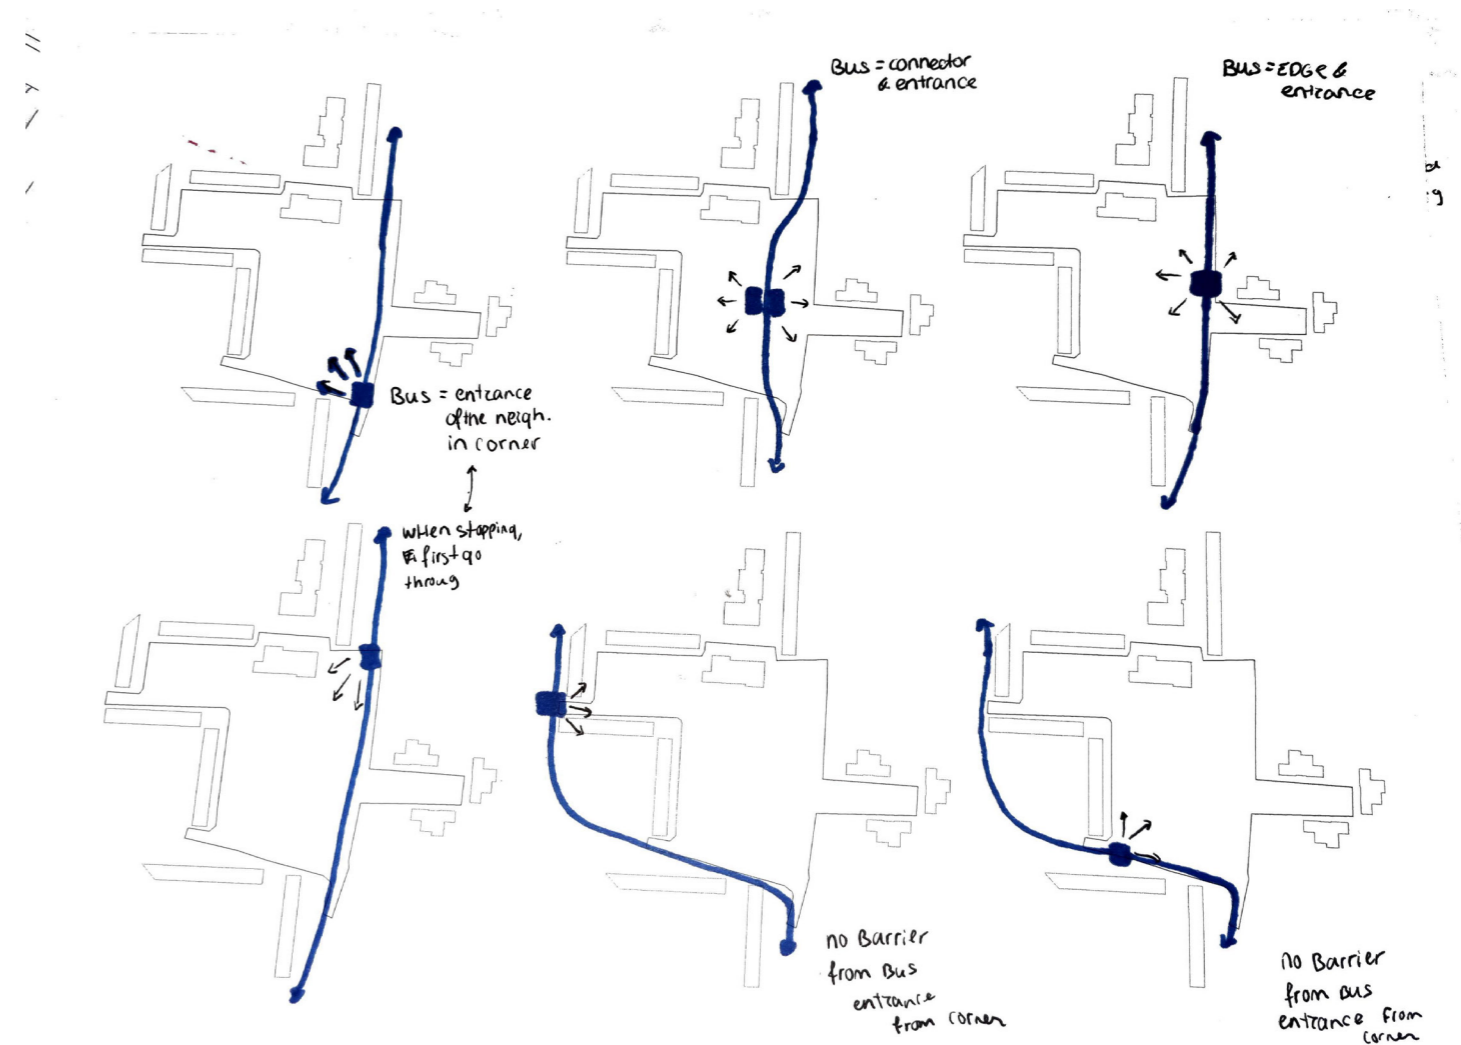 Bus = connector
& entrance
Bus = EDGE &
entrance
Bus = entrance
of the neigh.
in corner
when stopping,
first go
throug
no Barrier
from Bus
entrance
from corner
no Barrier
from Bus
entrance from
corner